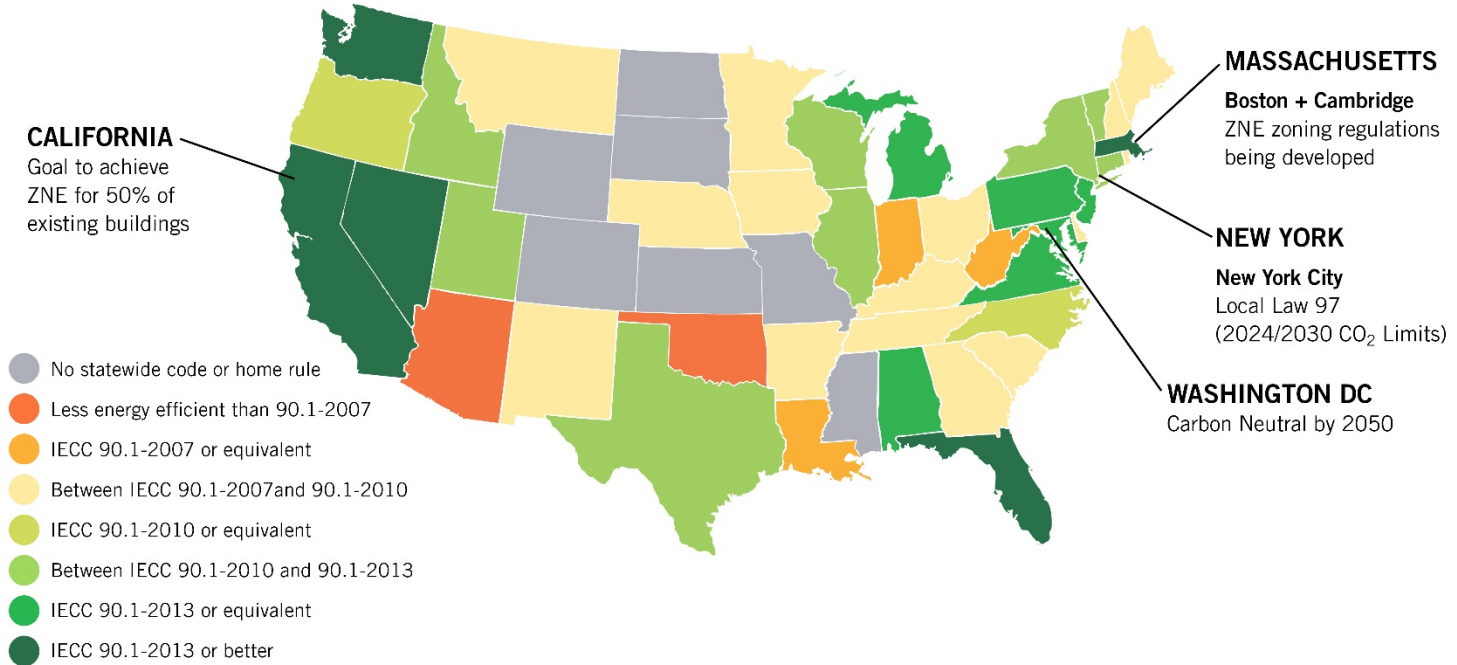 CALIFORNIA
Goal to achieve
ZNE for 50% of
existing buildings
MASSACHUSETTS
Boston + Cambridge
ZNE zoning regulations
being developed
NEW YORK
New York City
Local Law 97
(2024/2030 CO₂ Limits)
WASHINGTON DC
Carbon Neutral by 2050
No statewide code or home rule
Less energy efficient than 90.1-2007
IECC 90.1-2007 or equivalent
Between IECC 90.1-2007and 90.1-2010
IECC 90.1-2010 or equivalent
Between IECC 90.1-2010 and 90.1-2013
IECC 90.1-2013 or equivalent
IECC 90.1-2013 or better